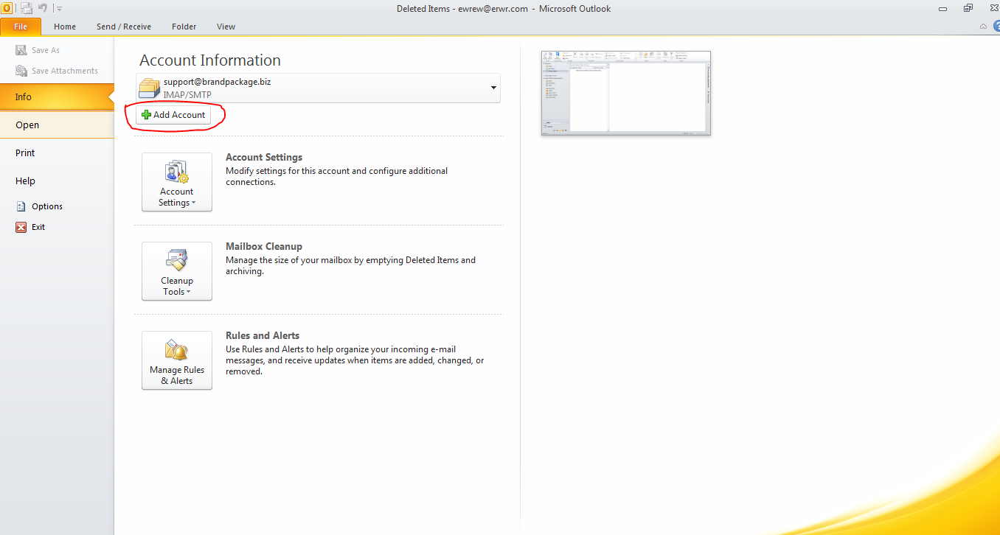 Deleted Items - ewrew@erwr.com - Microsoft Outlook
File Home Send / Receive Folder View
Save As
Save Attachments
Info
Open
Print
Help
Options
Exit
Account Information
support@brandpackage.biz
IMAP/SMTP
Add Account
Account Settings
Account Settings
Modify settings for this account and configure additional
connections.
Cleanup Tools
Mailbox Cleanup
Manage the size of your mailbox by emptying Deleted Items and
archiving.
Manage Rules & Alerts
Rules and Alerts
Use Rules and Alerts to help organize your incoming e-mail
messages, and receive updates when items are added, changed, or
removed.